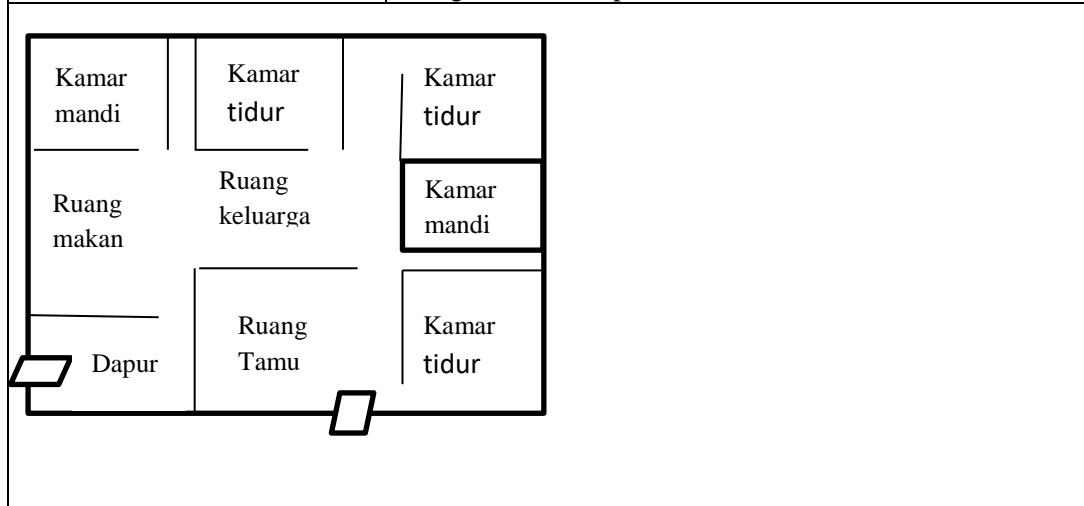 Kamar
mandi
Kamar
tidur
Kamar
tidur
Ruang
makan
Ruang
keluarga
Kamar
mandi
Dapur
Ruang
Tamu
Kamar
tidur